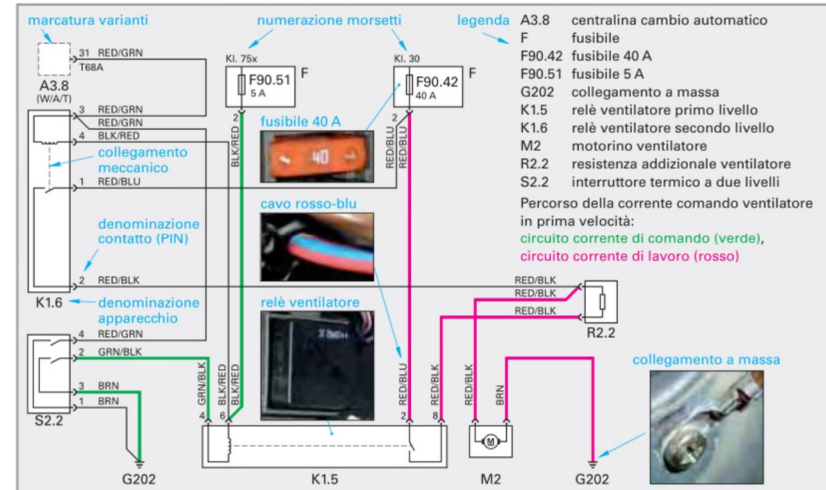 marcatura varianti
numerazione morsetti
legenda
A3.8 centralina cambio automatico
F fusibile
F90.42 fusibile 40 A
F90.51 fusibile 5 A
G202 collegamento a massa
K1.5 relè ventilatore primo livello
K1.6 relè ventilatore secondo livello
M2 motorino ventilatore
R2.2 resistenza addizionale ventilatore
S2.2 interruttore termico a due livelli
Percorso della corrente comando ventilatore
in prima velocità:
circuito corrente di comando (verde),
circuito corrente di lavoro (rosso)
31 RED/GRN
T68A
A3.8
(W/A/T)
Kl. 75x
F90.51
5 A
F
2
Kl. 30
F90.42
40 A
F
2
3 RED/GRN
RED/GRN
4 BLK/RED
collegamento
meccanico
1 RED/BLU
BLK/RED
fusibile 40 A
40
RED/BLU
RED/BLU
cavo rosso-blu
denominazione
contatto (PIN)
2 RED/BLK
K1.6
denominazione
apparecchio
relè ventilatore
RED/BLK
RED/BLK
RED/BLK
R2.2
4 RED/GRN
2 GRN/BLK
3 BRN
1 BRN
S2.2
GRN/BLK
BLK/RED
BLK/RED
RED/BLU
RED/BLK
RED/BLK
BRN
collegamento a massa
4
6
2
8
M
G202
K1.5
M2
G202